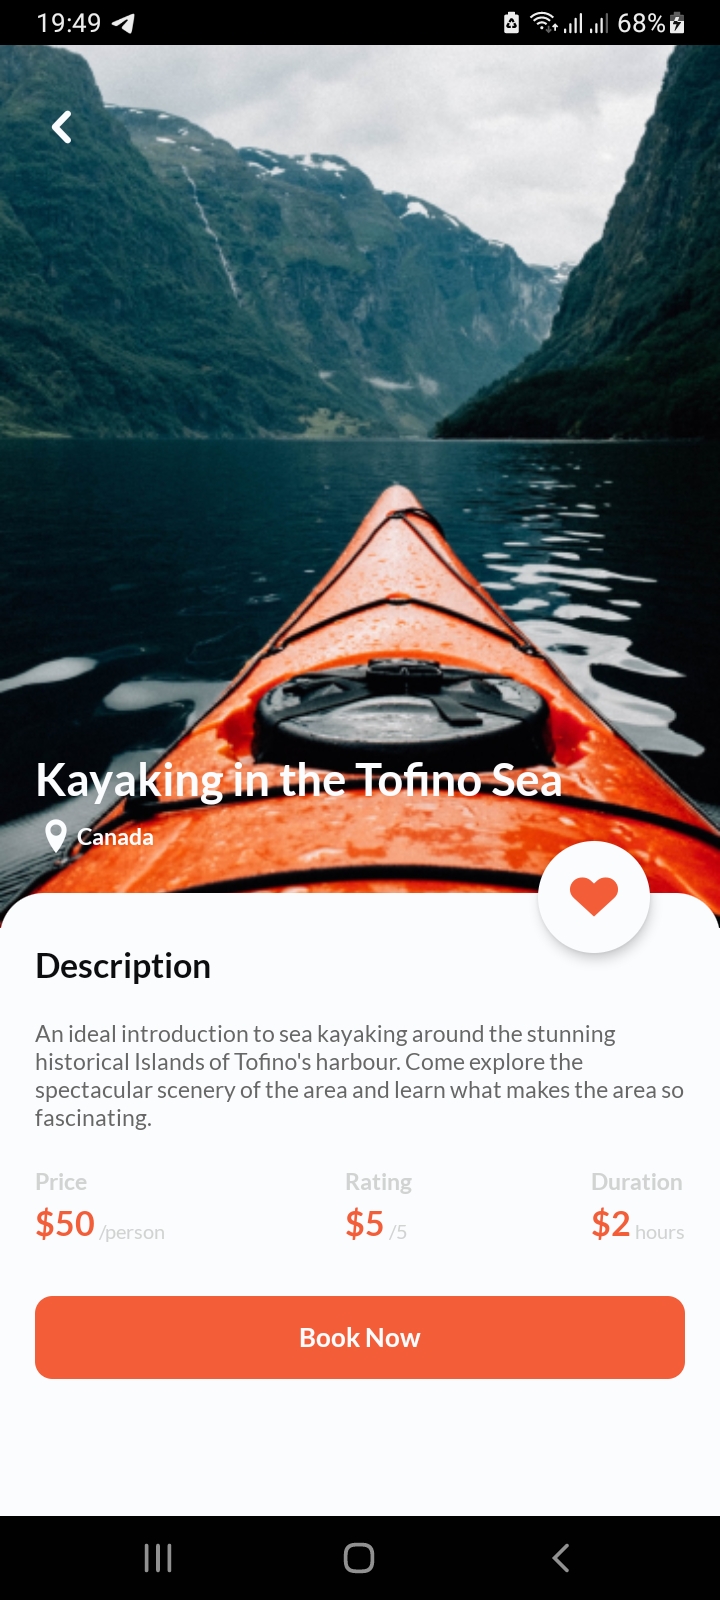 19:49
68%
Kayaking in the Tofino Sea
Canada
Description
An ideal introduction to sea kayaking around the stunning
historical Islands of Tofino's harbour. Come explore the
spectacular scenery of the area and learn what makes the area so
fascinating.
Price Rating Duration
$50 /person $5 /5 $2 hours
Book Now